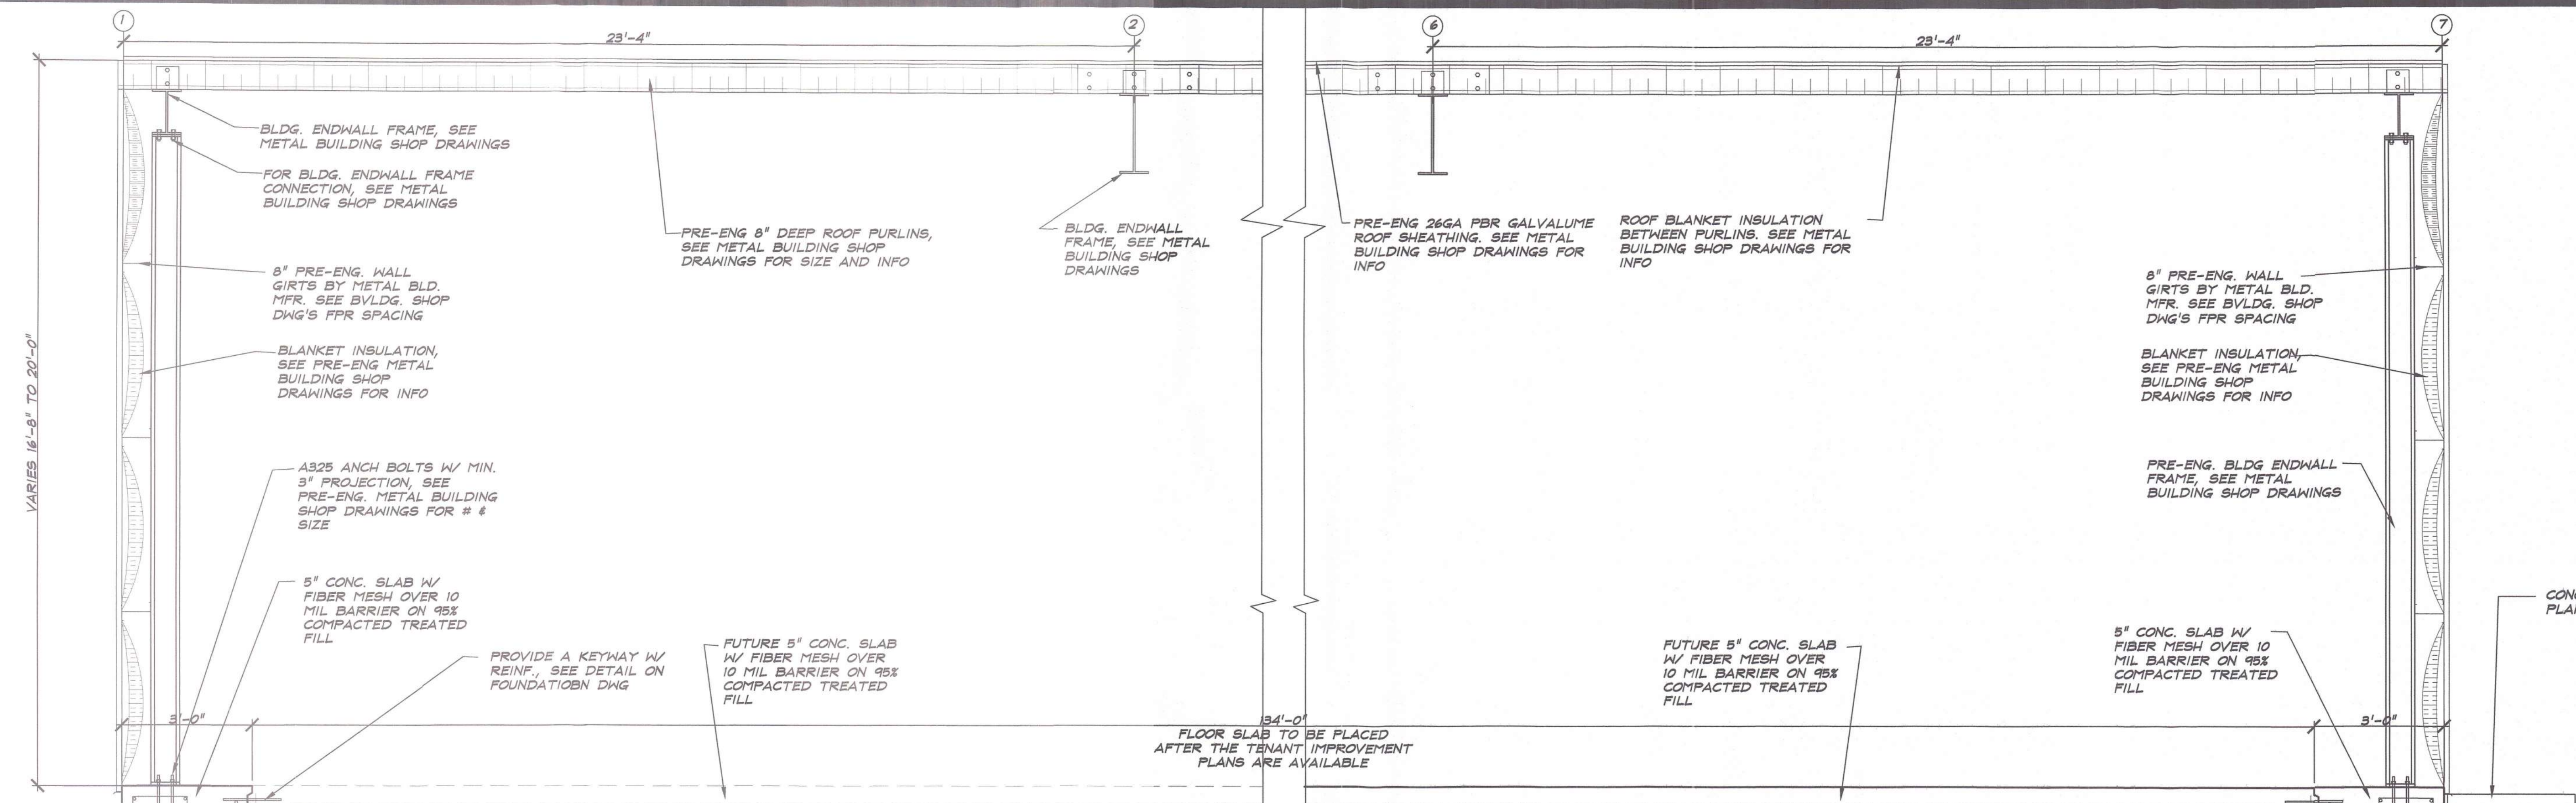 1
2
6
7
23'-4"
23'-4"
VARIES 16'-8" TO 20'-0"
BLDG. ENDWALL FRAME, SEE
METAL BUILDING SHOP DRAWINGS
FOR BLDG. ENDWALL FRAME
CONNECTION, SEE METAL
BUILDING SHOP DRAWINGS
PRE-ENG 8" DEEP ROOF PURLINS,
SEE METAL BUILDING SHOP
DRAWINGS FOR SIZE AND INFO
BLDG. ENDWALL
FRAME, SEE METAL
BUILDING SHOP
DRAWINGS
PRE-ENG 26GA PBR GALVALUME
ROOF SHEATHING. SEE METAL
BUILDING SHOP DRAWINGS FOR
INFO
ROOF BLANKET INSULATION
BETWEEN PURLINS. SEE METAL
BUILDING SHOP DRAWINGS FOR
INFO
8" PRE-ENG. WALL
GIRTS BY METAL BLD.
MFR. SEE BVLDG. SHOP
DWG'S FPR SPACING
8" PRE-ENG. WALL
GIRTS BY METAL BLD.
MFR. SEE BVLDG. SHOP
DWG'S FPR SPACING
BLANKET INSULATION,
SEE PRE-ENG METAL
BUILDING SHOP
DRAWINGS FOR INFO
BLANKET INSULATION,
SEE PRE-ENG METAL
BUILDING SHOP
DRAWINGS FOR INFO
A325 ANCH BOLTS W/ MIN.
3" PROJECTION, SEE
PRE-ENG. METAL BUILDING
SHOP DRAWINGS FOR # &
SIZE
PRE-ENG. BLDG ENDWALL
FRAME, SEE METAL
BUILDING SHOP DRAWINGS
5" CONC. SLAB W/
FIBER MESH OVER 10
MIL BARRIER ON 95%
COMPACTED TREATED
FILL
PROVIDE A KEYWAY W/
REINF., SEE DETAIL ON
FOUNDATIOBN DWG
FUTURE 5" CONC. SLAB
W/ FIBER MESH OVER
10 MIL BARRIER ON 95%
COMPACTED TREATED
FILL
FUTURE 5" CONC. SLAB
W/ FIBER MESH OVER
10 MIL BARRIER ON 95%
COMPACTED TREATED
FILL
5" CONC. SLAB W/
FIBER MESH OVER 10
MIL BARRIER ON 95%
COMPACTED TREATED
FILL
3'-0"
134'-0"
3'-0"
FLOOR SLAB TO BE PLACED
AFTER THE TENANT IMPROVEMENT
PLANS ARE AVAILABLE